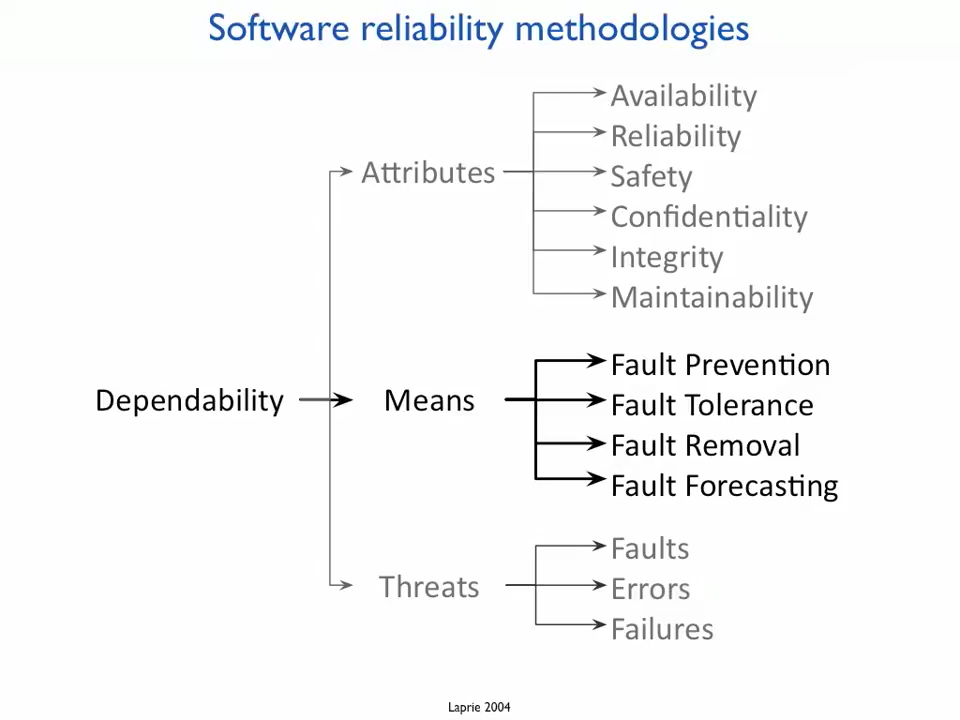 Software reliability methodologies
Availability
Reliability
Attributes
Safety
Confidentiality
Integrity
Maintainability
Fault Prevention
Dependability
Means
Fault Tolerance
Fault Removal
Fault Forecasting
Faults
Threats
Errors
Failures
Laprie 2004